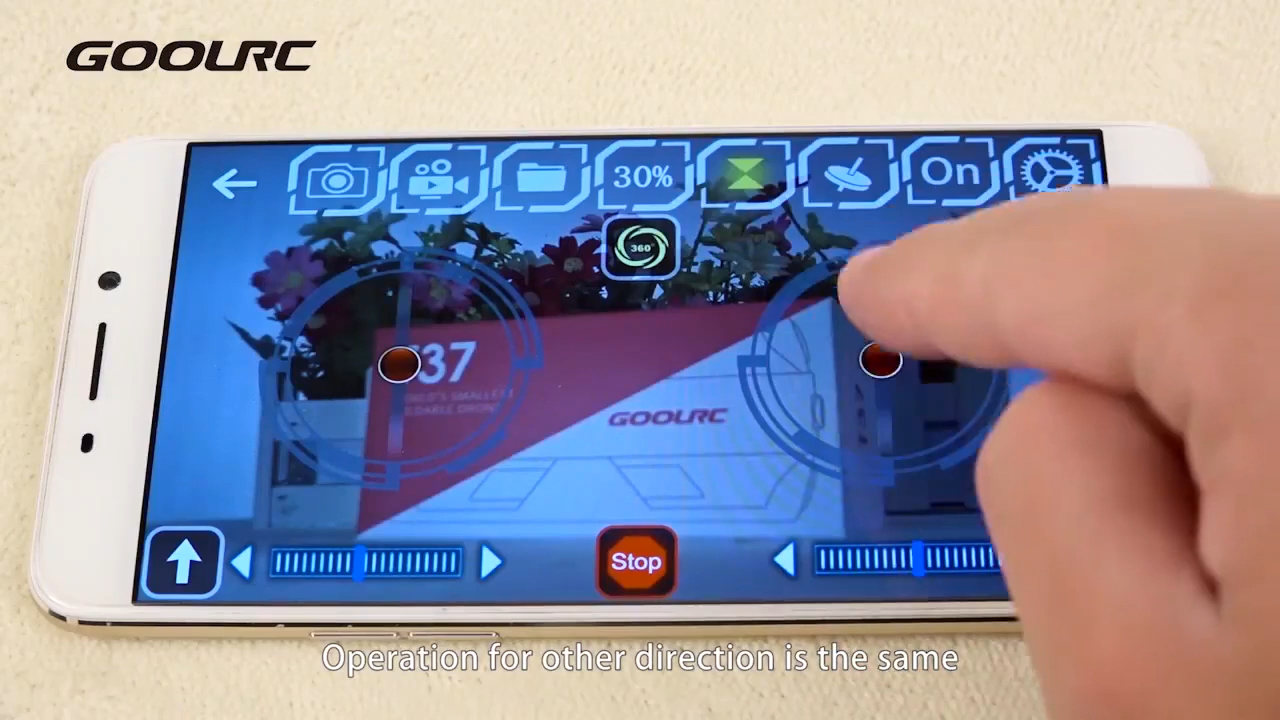 GOOLRC
30%
On
360°
37
GOOLRC
Stop
Operation for other direction is the same